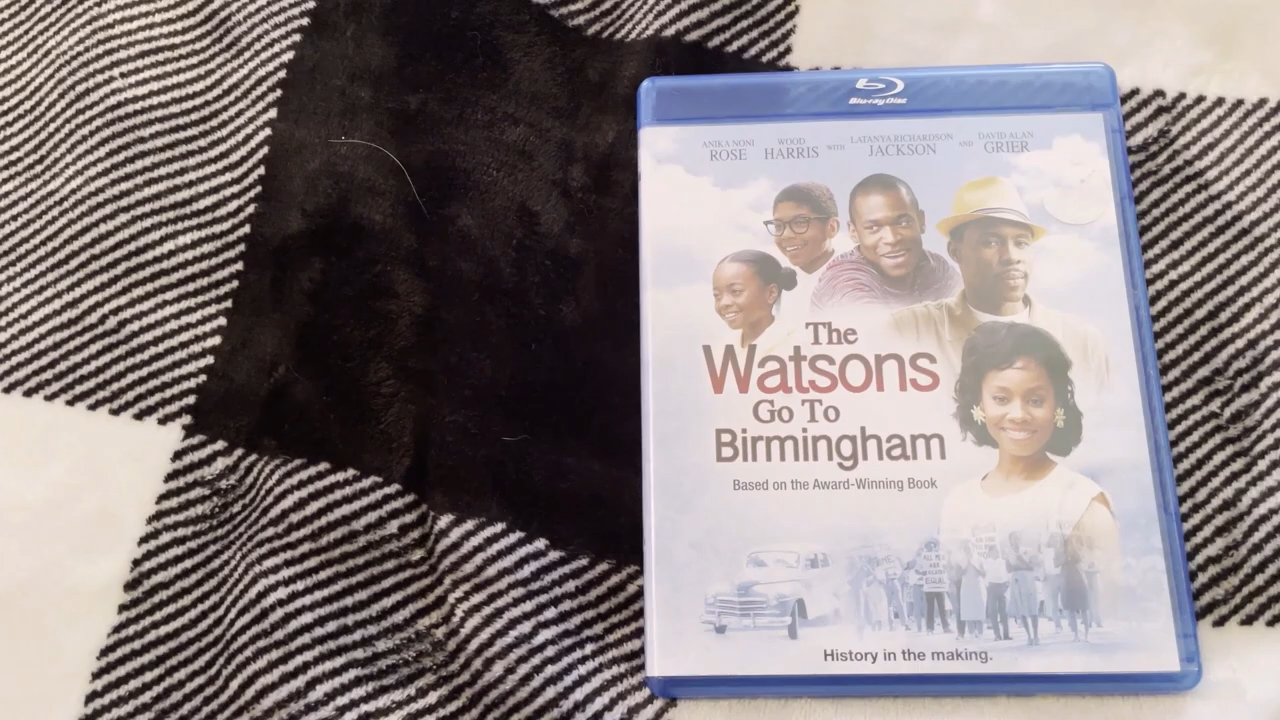 Blu-ray Disc
ANIKA NONI ROSE WOOD HARRIS WITH LATANYA RICHARDSON JACKSON AND DAVID ALAN GRIER
The
Watsons
Go To
Birmingham
Based on the Award-Winning Book
History in the making.